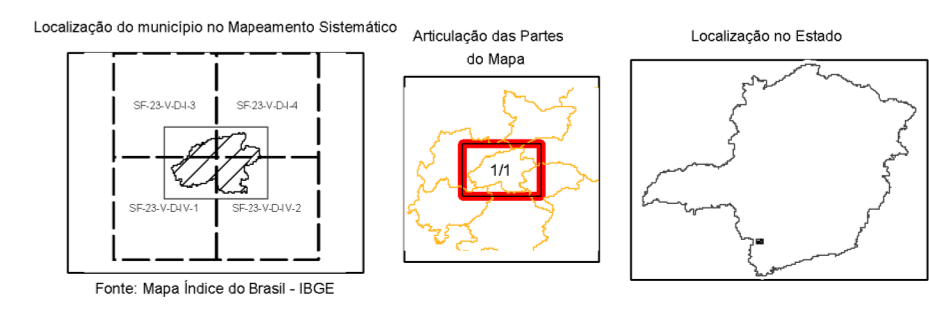 Localização do município no Mapeamento Sistemático
SF-23-V-D-I-3
SF-23-V-D-I-4
SF-23-V-D-IV-1
SF-23-V-D-IV-2
Fonte: Mapa Índice do Brasil - IBGE
Articulação das Partes
do Mapa
1/1
Localização no Estado